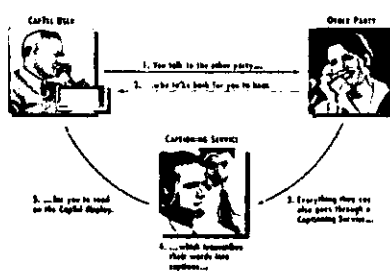 CapTel User
Other Party
1. You talk to the other party...
2. ...who talks back for you to hear.
Captioning Service
3. Everything they say
also goes through a
Captioning Service...
4. ...which transcribes
their words into
captions...
5. ...for you to read
on the CapTel display.